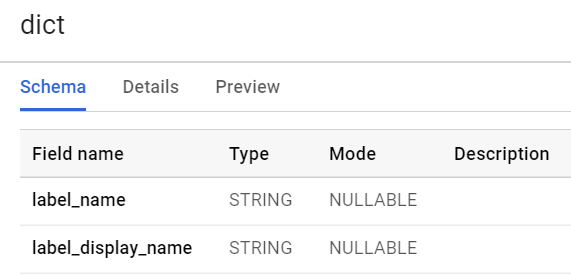 dict
Schema Details Preview
Field name Type Mode Description
label_name STRING NULLABLE
label_display_name STRING NULLABLE